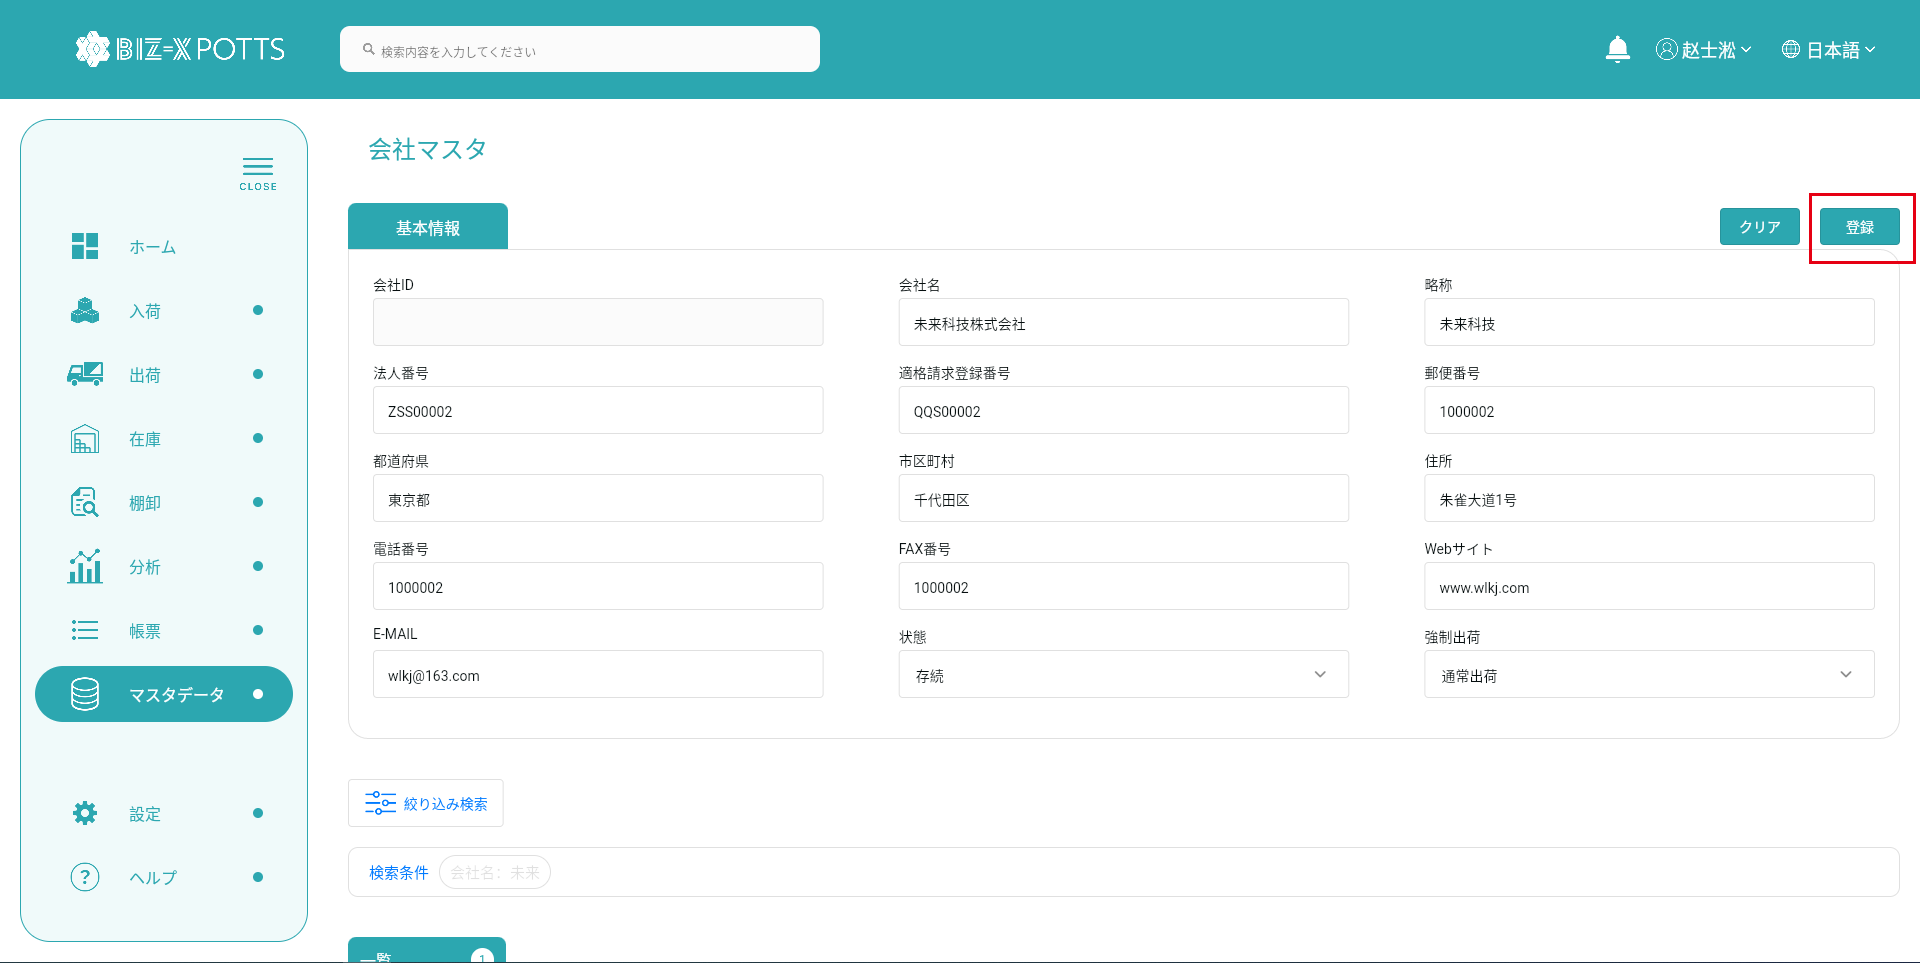 BIZ=X POTTS
検索内容を入力してください
赵士淞
日本語
CLOSE
ホーム
入荷
出荷
在庫
棚卸
分析
帳票
マスタデータ
設定
ヘルプ
会社マスタ
基本情報
クリア
登録
会社ID
会社名
未来科技株式会社
略称
未来科技
法人番号
ZSS00002
適格請求登録番号
QQS00002
郵便番号
1000002
都道府県
東京都
市区町村
千代田区
住所
朱雀大道1号
電話番号
1000002
FAX番号
1000002
Webサイト
www.wlkj.com
E-MAIL
wlkj@163.com
状態
存続
強制出荷
通常出荷
絞り込み検索
検索条件
会社名：未来
一覧
1